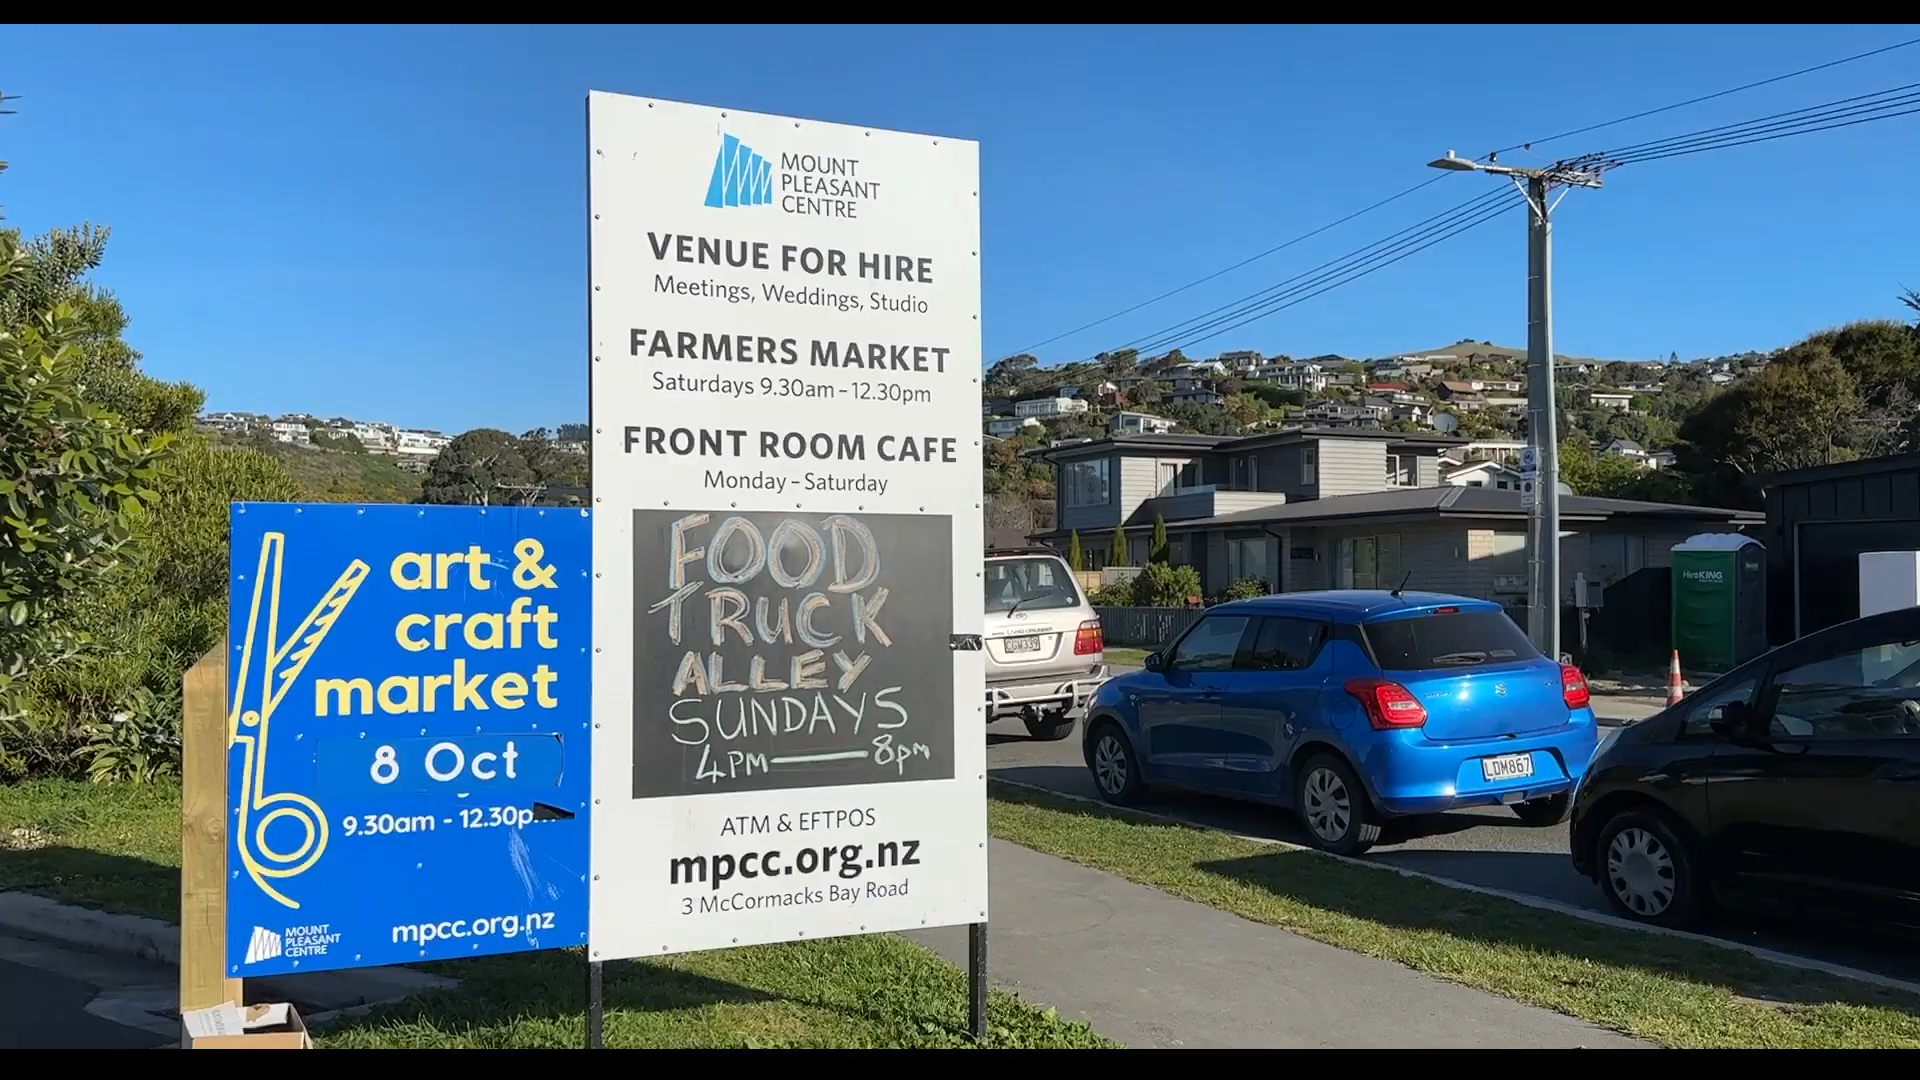 MOUNT
PLEASANT
CENTRE
VENUE FOR HIRE
Meetings, Weddings, Studio
FARMERS MARKET
Saturdays 9.30am - 12.30pm
FRONT ROOM CAFE
Monday - Saturday
FOOD
TRUCK
ALLEY
SUNDAYS
4PM — 8pm
ATM & EFTPOS
mpcc.org.nz
3 McCormacks Bay Road
art &
craft
market
8 Oct
9.30am - 12.30p
MOUNT
PLEASANT
CENTRE
mpcc.org.nz
CGW339
LDM867
HireKING